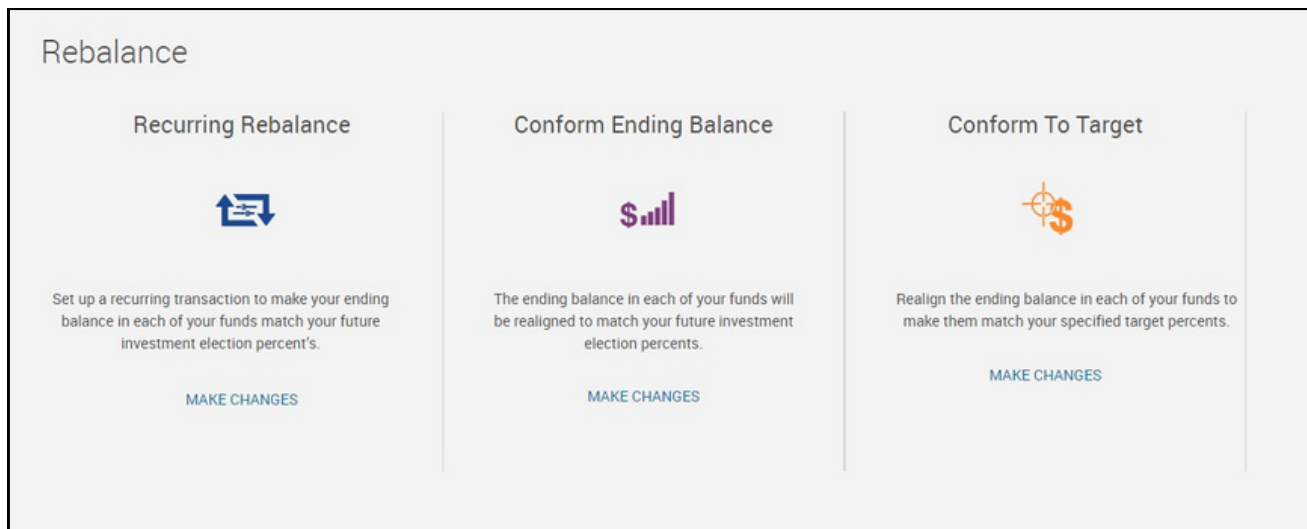 Rebalance
Recurring Rebalance
Set up a recurring transaction to make your ending
balance in each of your funds match your future
investment election percent's.
MAKE CHANGES
Conform Ending Balance
$
The ending balance in each of your funds will
be realigned to match your future investment
election percents.
MAKE CHANGES
Conform To Target
$
Realign the ending balance in each of your funds to
make them match your specified target percents.
MAKE CHANGES